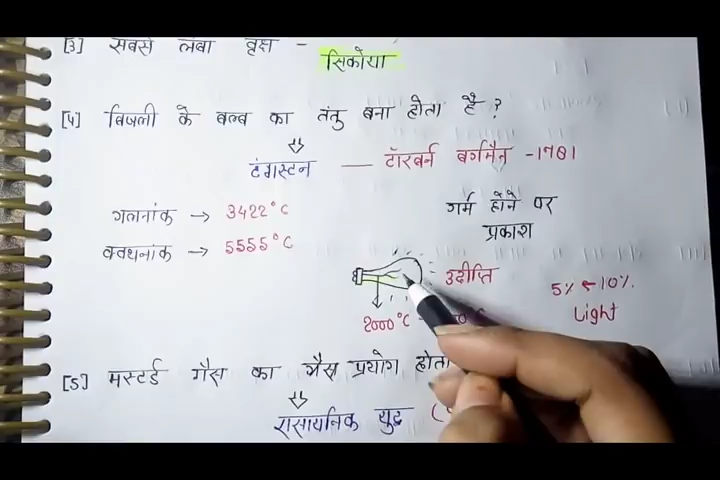 [3] सबसे लंबा वृक्ष -
सिकोया
[4] बिजली के बल्ब का तंतु बना होता है ?
टंगस्टन — टॉरबर्न बर्गमैन -1781
गलनांक → 3422°C
गर्म होने पर
प्रकाश
क्वथनांक → 5555°C
उद्दीप्ति
5% - 10%
Light
2000°C
[5] मस्टर्ड गैस का प्रयोग होता
रासायनिक युद्ध (